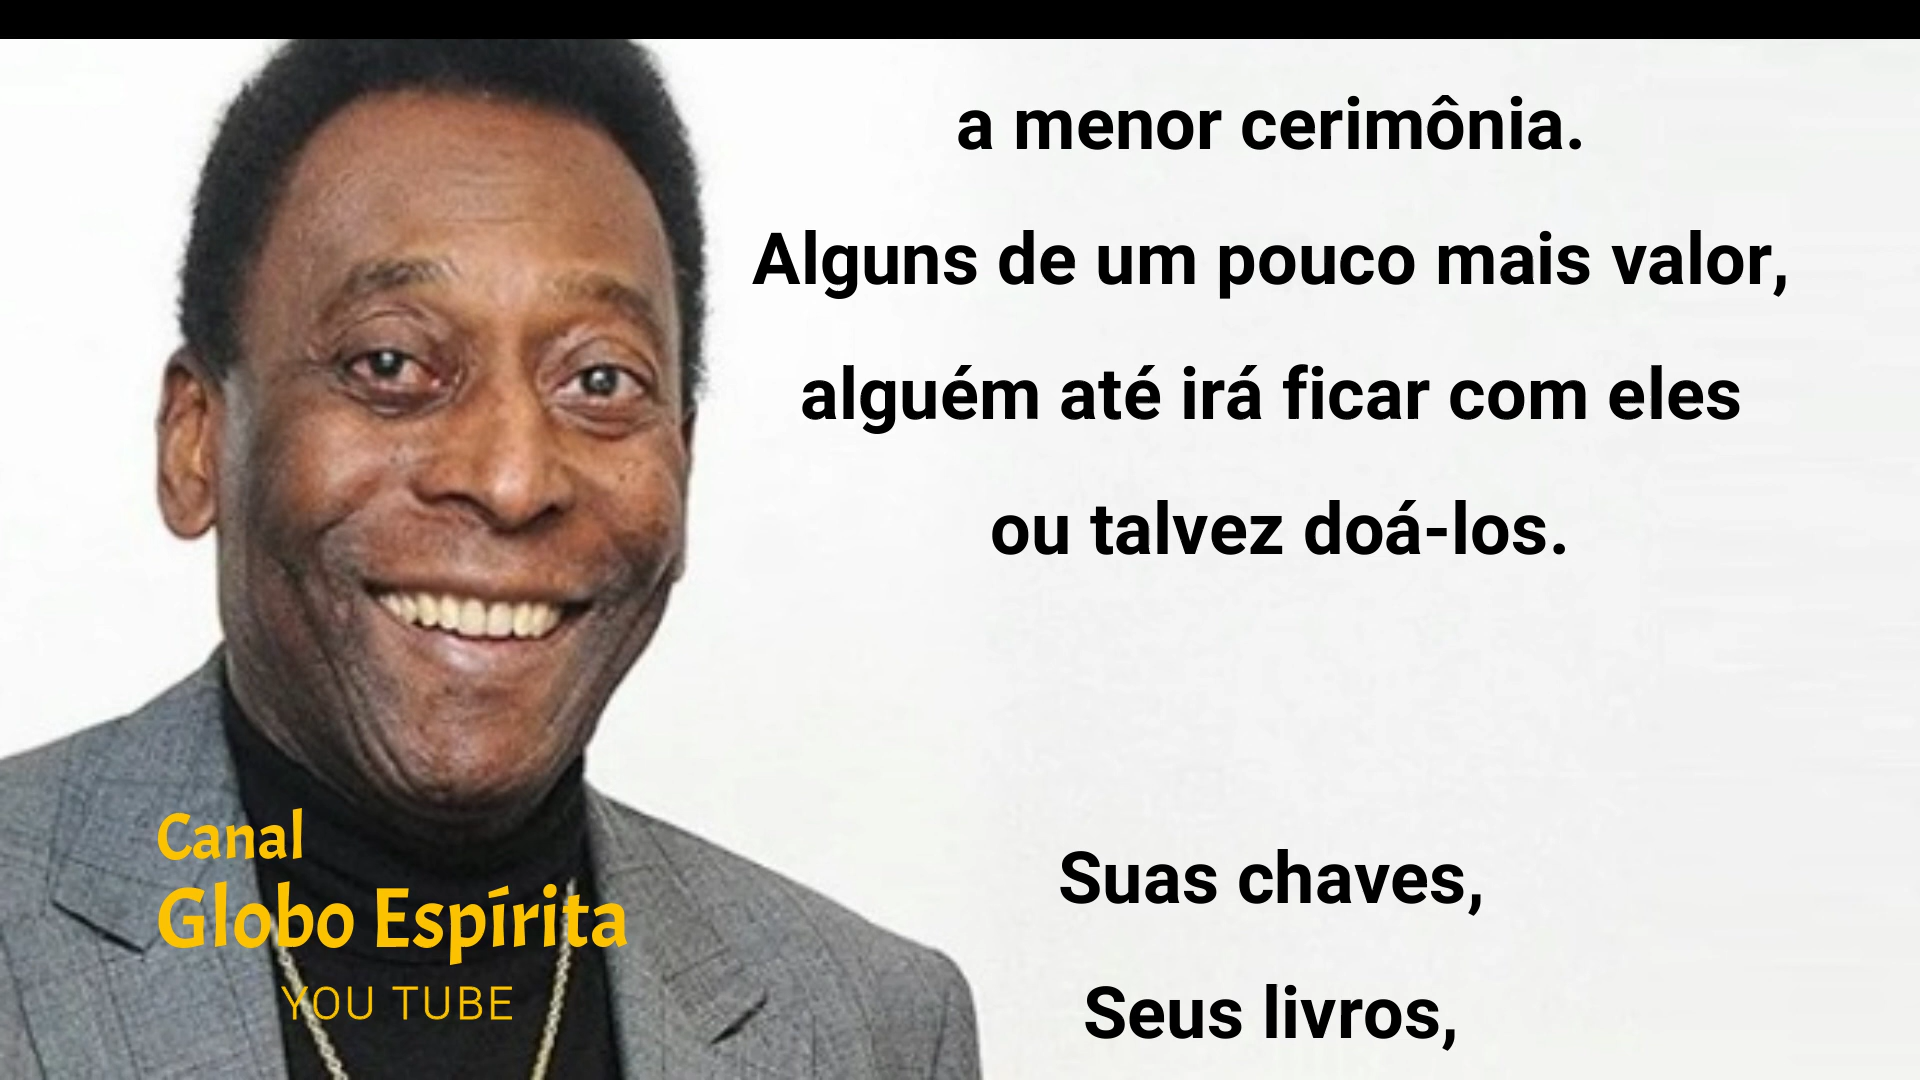 a menor cerimônia.
Alguns de um pouco mais valor,
alguém até irá ficar com eles
ou talvez doá-los.
Suas chaves,
Seus livros,
Canal
Globo Espírita
YOU TUBE